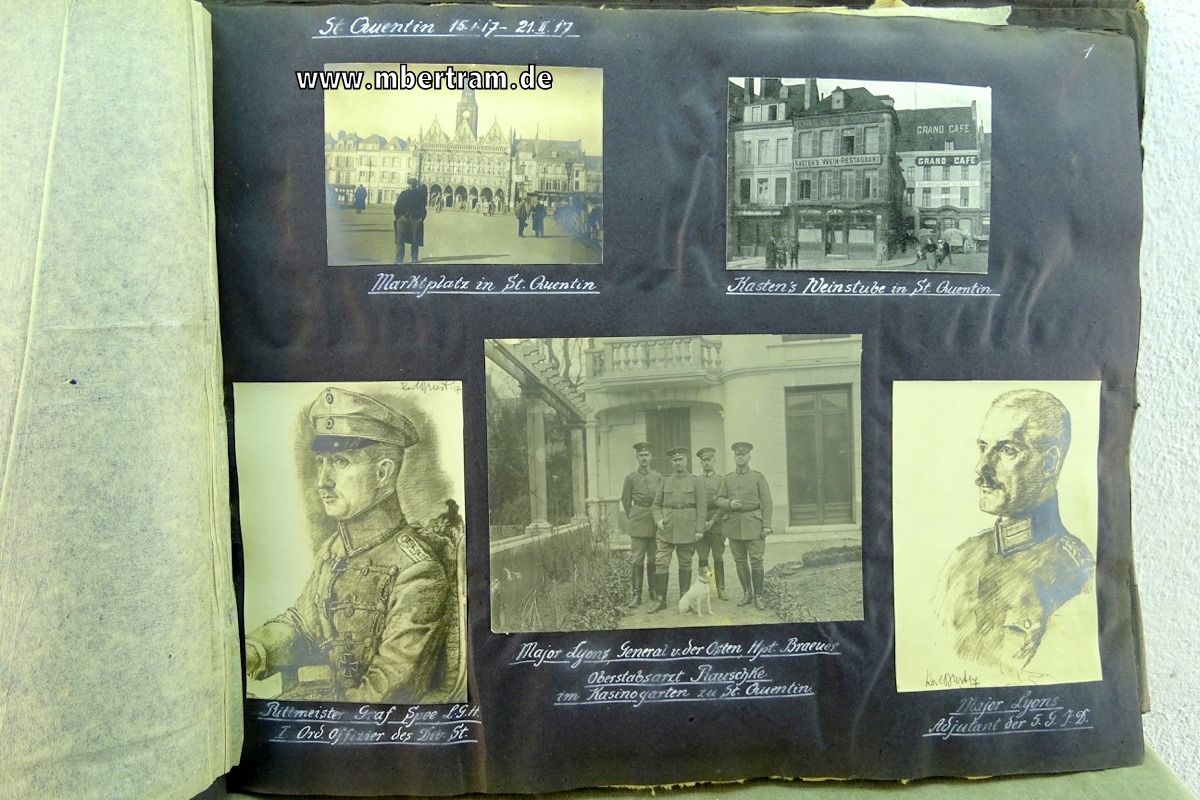 St. Quentin 15.I.17 – 21.II.17
1
www.mbertram.de
KASTEN'S WEIN-RESTAURANT
GRAND CAFE
GRAND CAFE
Marktplatz in St. Quentin
Kasten's Weinstube in St. Quentin
Major Lyons, General v. der Osten, Hpt. Braeuer
Oberstabsarzt Rauschke
im Kasinogarten zu St. Quentin.
Rittmeister Graf Spee L.G.H.
I. Ord. Offizier des Div. St.
Major Lyons
Adjutant der 5. G. J. D.